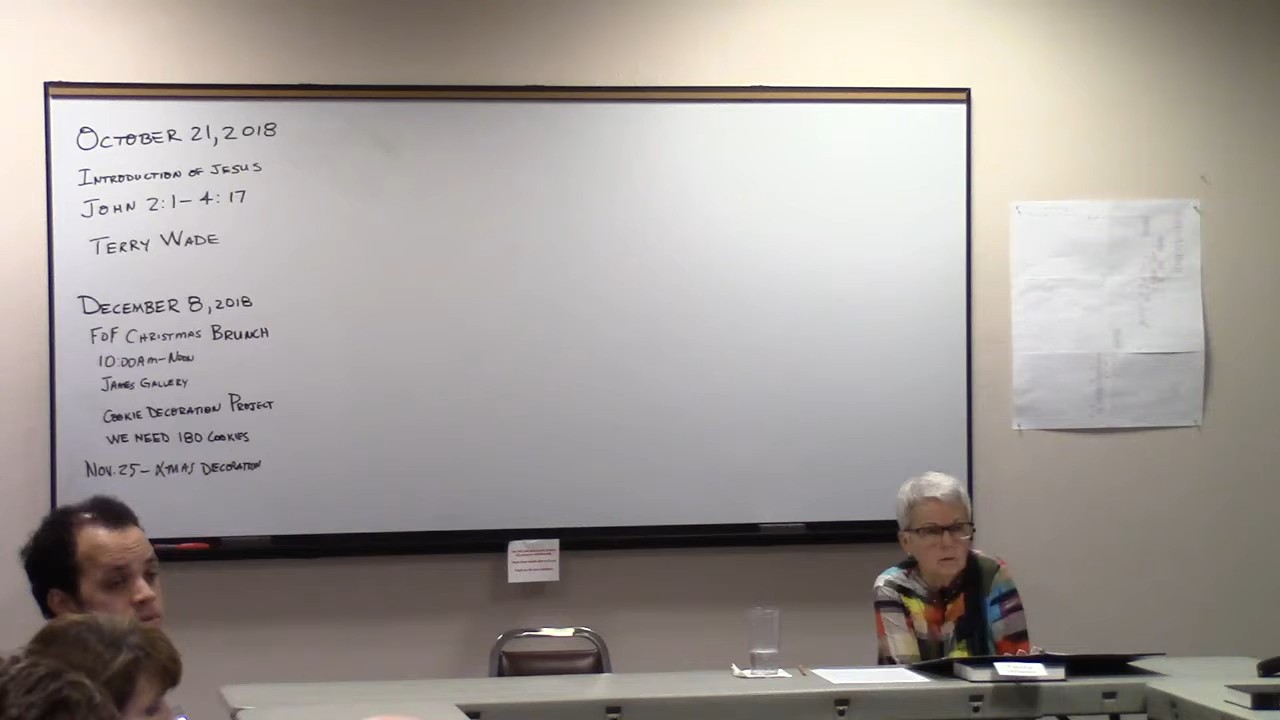 OCTOBER 21, 2018
INTRODUCTION OF JESUS
JOHN 2:1-4:17
TERRY WADE
DECEMBER 8, 2018
FOF CHRISTMAS BRUNCH
10:00AM-NOON
JAMES GALLERY
COOKIE DECORATION PROJECT
WE NEED 180 COOKIES
NOV. 25- XMAS DECORATION